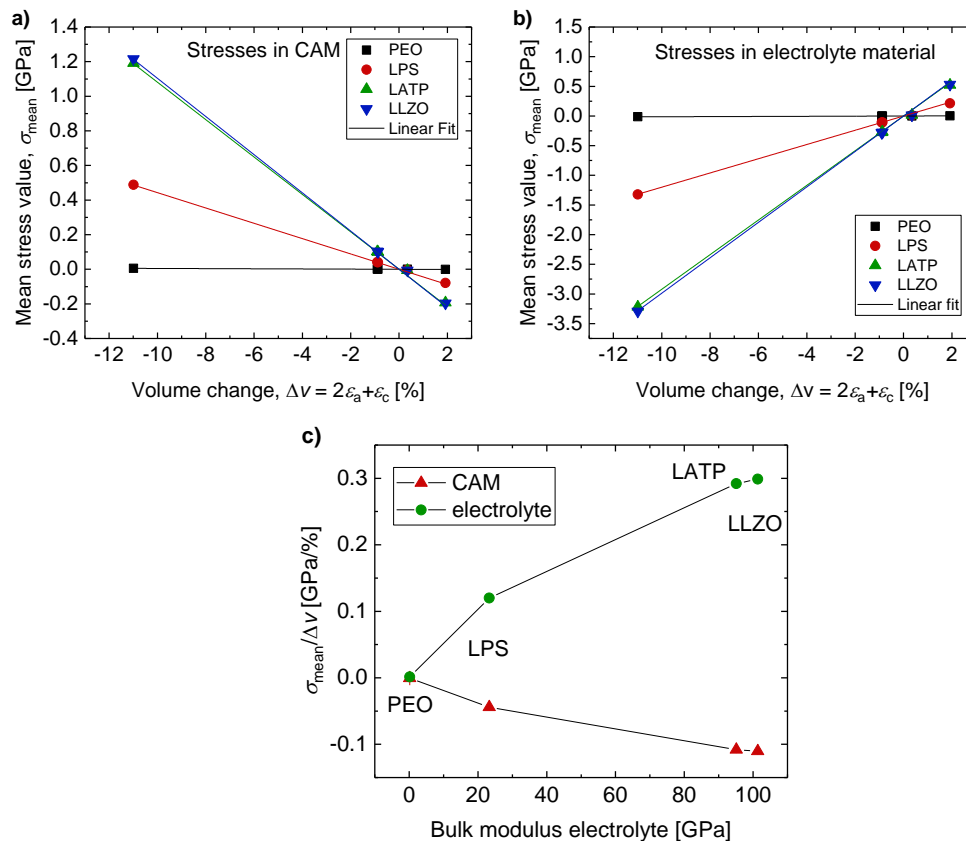 a)
Stresses in CAM
PEO
LPS
LATP
LLZO
Linear Fit
1.4
1.2
1.0
0.8
0.6
0.4
0.2
0.0
-0.2
-0.4
Mean stress value, σmean [GPa]
-12 -10 -8 -6 -4 -2 0 2
Volume change, Δv = 2εa+εc [%]
b)
Stresses in electrolyte material
1.5
1.0
0.5
0.0
-0.5
-1.0
-1.5
-2.0
-2.5
-3.0
-3.5
Mean stress value, σmean [GPa]
PEO
LPS
LATP
LLZO
Linear fit
-12 -10 -8 -6 -4 -2 0 2
Volume change, Δv = 2εa+εc [%]
c)
CAM
electrolyte
LATP
LLZO
LPS
PEO
0.3
0.2
0.1
0.0
-0.1
σmean/Δv [GPa/%]
0 20 40 60 80 100
Bulk modulus electrolyte [GPa]